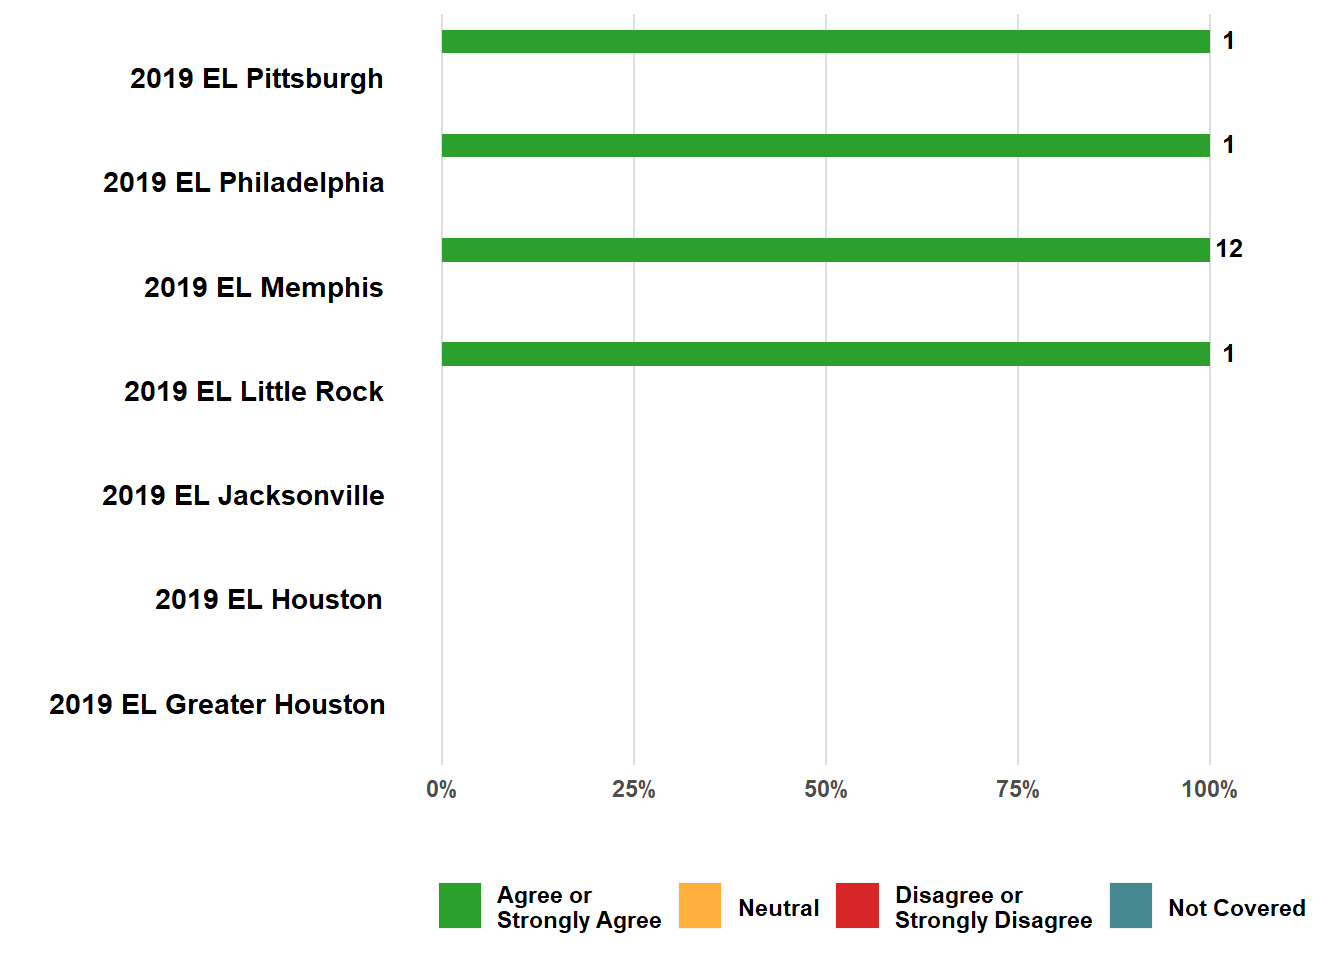 1
2019 EL Pittsburgh
1
2019 EL Philadelphia
12
2019 EL Memphis
1
2019 EL Little Rock
2019 EL Jacksonville
2019 EL Houston
2019 EL Greater Houston
0% 25% 50% 75% 100%
Agree or
Strongly Agree
Neutral
Disagree or
Strongly Disagree
Not Covered